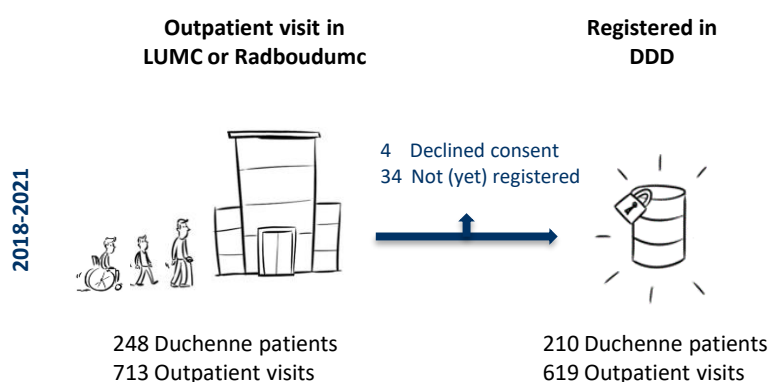 Outpatient visit in
LUMC or Radboudumc
Registered in
DDD
2018-2021
4 Declined consent
34 Not (yet) registered
248 Duchenne patients
713 Outpatient visits
210 Duchenne patients
619 Outpatient visits